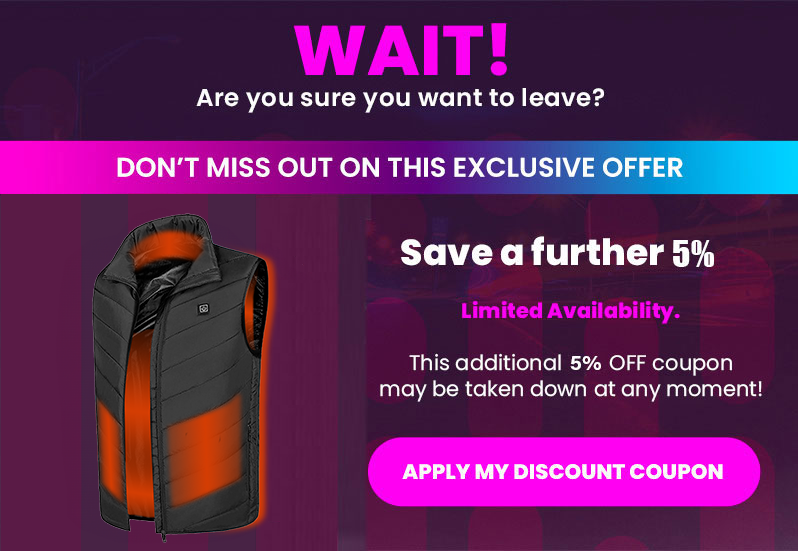 WAIT!
Are you sure you want to leave?
DON'T MISS OUT ON THIS EXCLUSIVE OFFER
Save a further 5%
Limited Availability.
This additional 5% OFF coupon
may be taken down at any moment!
APPLY MY DISCOUNT COUPON